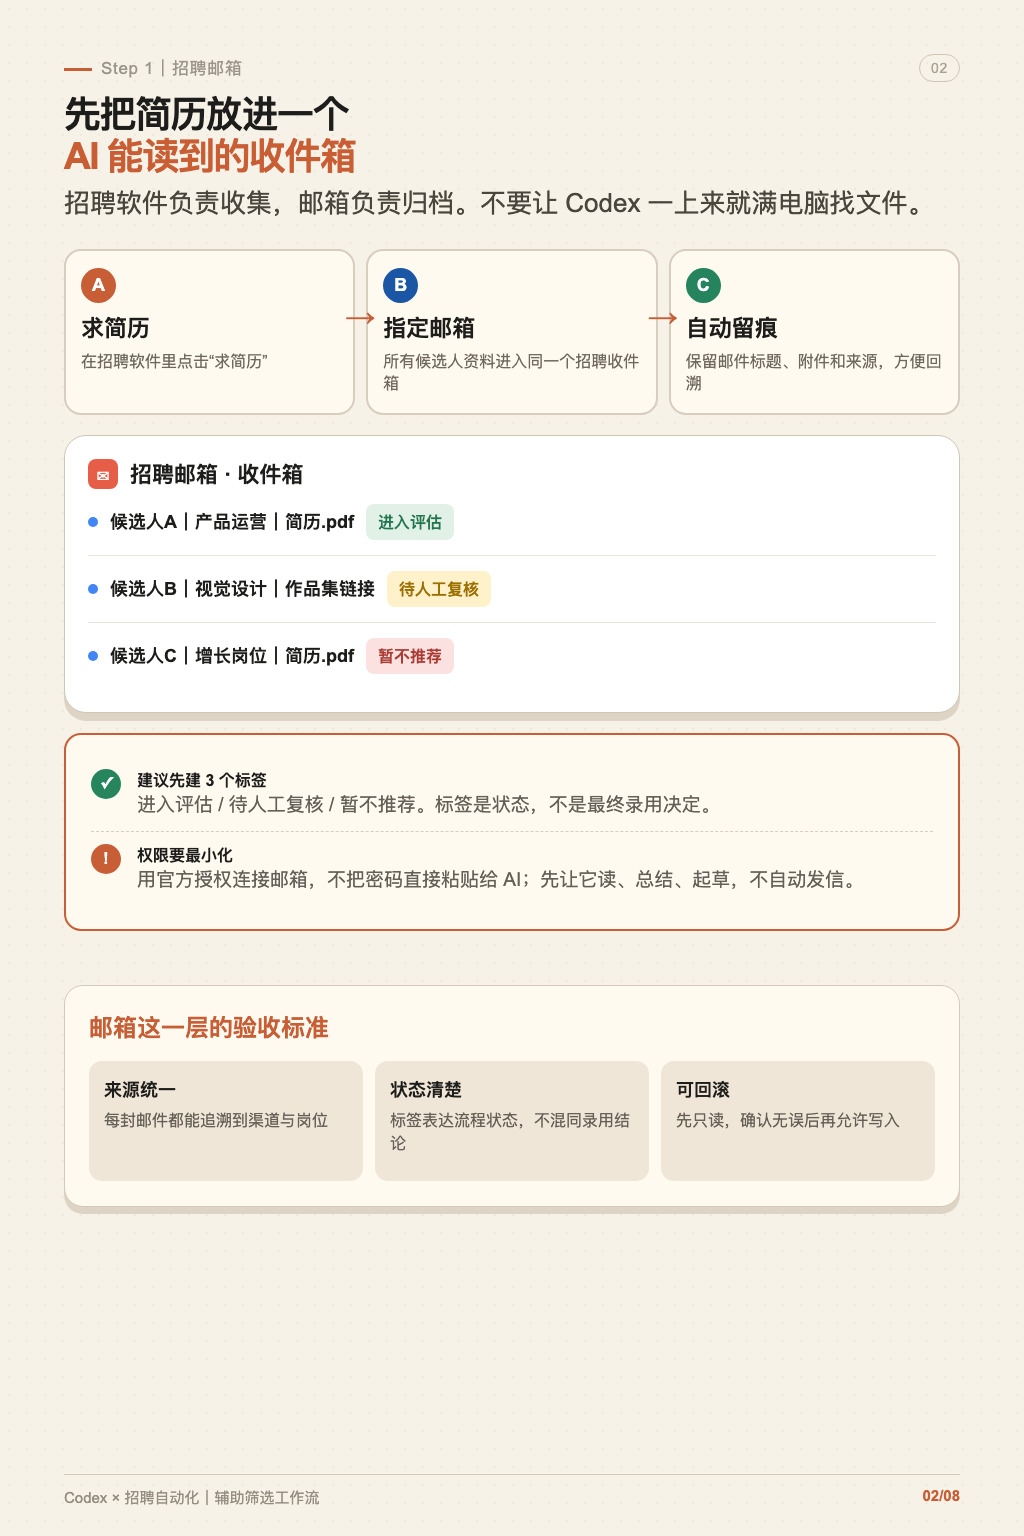 Step 1｜招聘邮箱
02
先把简历放进一个
AI 能读到的收件箱
招聘软件负责收集，邮箱负责归档。不要让 Codex 一上来就满电脑找文件。
A
求简历
在招聘软件里点击“求简历”
→
B
指定邮箱
所有候选人资料进入同一个招聘收件
箱
→
C
自动留痕
保留邮件标题、附件和来源，方便回
溯
招聘邮箱 · 收件箱
候选人A｜产品运营｜简历.pdf 进入评估
候选人B｜视觉设计｜作品集链接 待人工复核
候选人C｜增长岗位｜简历.pdf 暂不推荐
建议先建 3 个标签
进入评估 / 待人工复核 / 暂不推荐。标签是状态，不是最终录用决定。
!
权限要最小化
用官方授权连接邮箱，不把密码直接粘贴给 AI；先让它读、总结、起草，不自动发信。
邮箱这一层的验收标准
来源统一
每封邮件都能追溯到渠道与岗位
状态清楚
标签表达流程状态，不混同录用结
论
可回滚
先只读，确认无误后再允许写入
Codex × 招聘自动化｜辅助筛选工作流
02/08